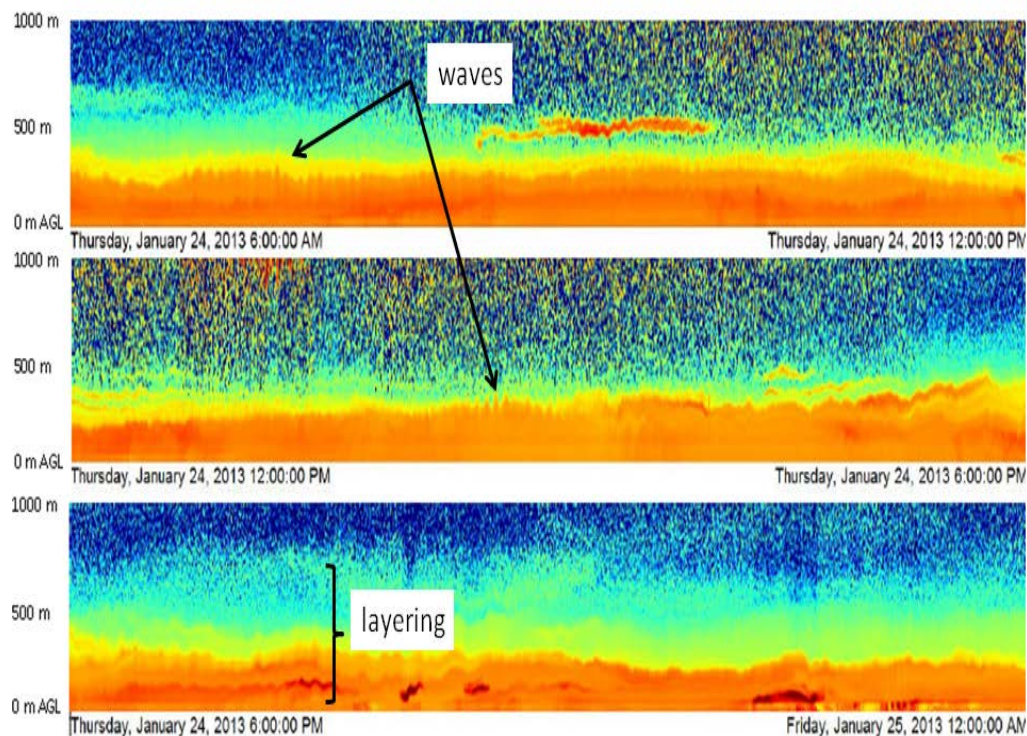 1000 m
waves
500 m
0 m AGL
Thursday, January 24, 2013 6:00:00 AM Thursday, January 24, 2013 12:00:00 PM
1000 m
500 m
0 m AGL
Thursday, January 24, 2013 12:00:00 PM Thursday, January 24, 2013 6:00:00 PM
1000 m
500 m
layering
0 m AGL
Thursday, January 24, 2013 6:00:00 PM Friday, January 25, 2013 12:00:00 AM